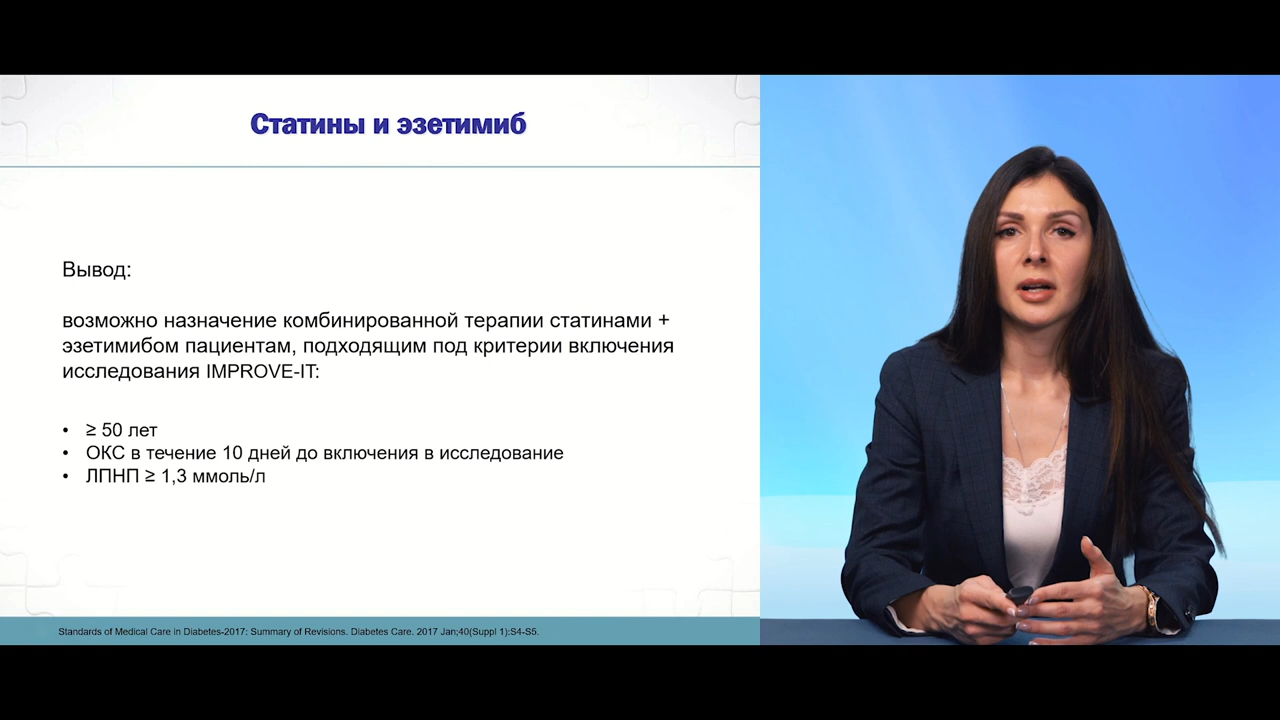 Статины и эзетимиб
Вывод:
возможно назначение комбинированной терапии статинами +
эзетимибом пациентам, подходящим под критерии включения
исследования IMPROVE-IT:
• ≥ 50 лет
• ОКС в течение 10 дней до включения в исследование
• ЛПНП ≥ 1,3 ммоль/л
Standards of Medical Care in Diabetes-2017: Summary of Revisions. Diabetes Care. 2017 Jan;40(Suppl 1):S4-S5.